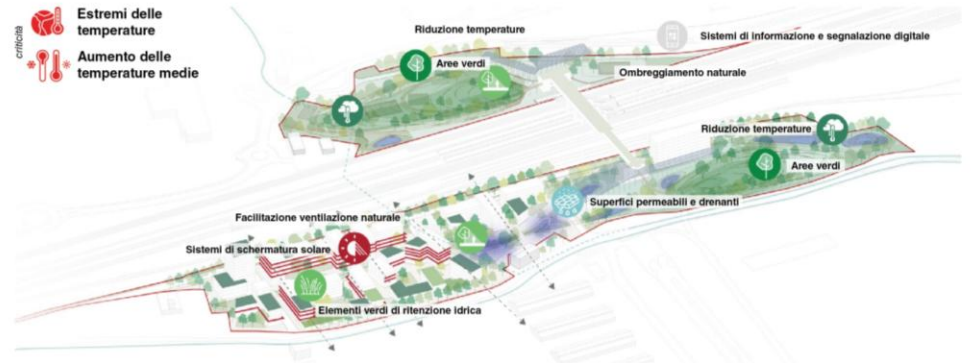 criticità
Estremi delle
temperature
Aumento delle
temperature medie
Riduzione temperature
Sistemi di informazione e segnalazione digitale
Aree verdi
Ombreggiamento naturale
Riduzione temperature
Aree verdi
Superfici permeabili e drenanti
Facilitazione ventilazione naturale
Sistemi di schermatura solare
Elementi verdi di ritenzione idrica